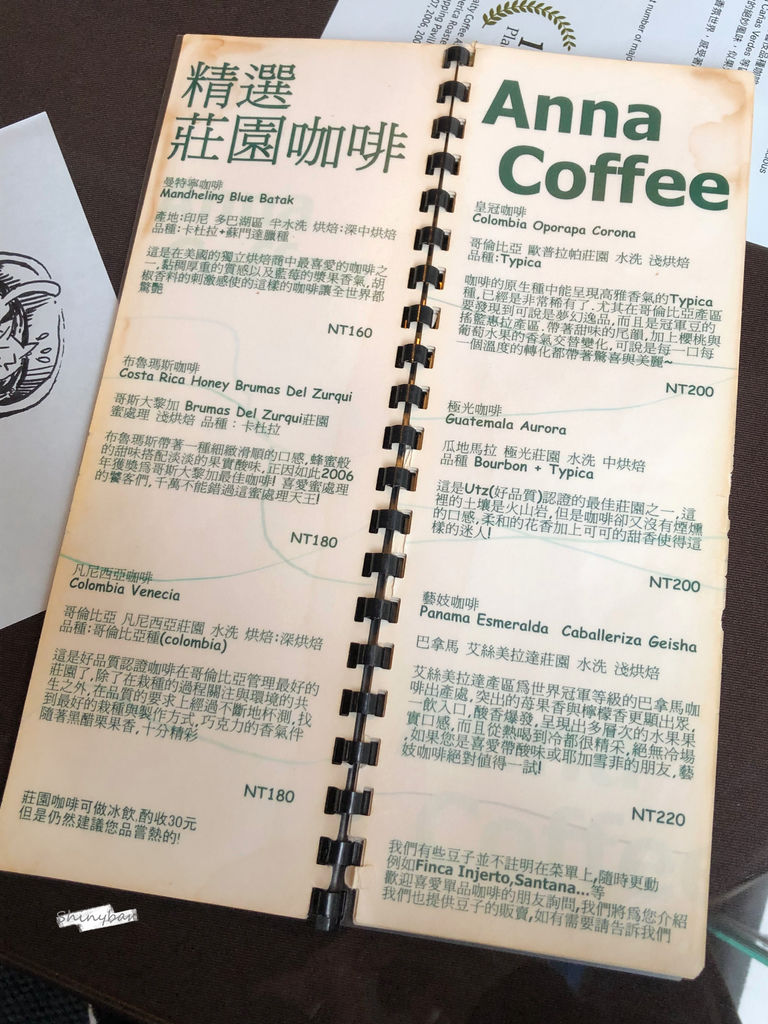 精選
莊園咖啡
曼特寧咖啡
Mandheling Blue Batak
產地:印尼 多巴湖區 半水洗 烘焙:深中烘焙
品種:卡杜拉+蘇門達臘種
這是在美國的獨立烘焙商中最喜愛的咖啡之
一,黏稠厚重的質感以及藍莓的漿果香氣,胡
椒香料的刺激感使的這樣的咖啡讓全世界都
驚艷
NT160
布魯瑪斯咖啡
Costa Rica Honey Brumas Del Zurqui
哥斯大黎加 Brumas Del Zurqui莊園
蜜處理 淺烘焙 品種：卡杜拉
布魯瑪斯帶著一種細緻滑順的口感,蜂蜜般
的甜味搭配淡淡的果實酸味,正因如此2006
年獲獎為哥斯大黎加最佳咖啡! 喜愛蜜處理
的饕客們,千萬不能錯過這蜜處理天王!
NT180
凡尼西亞咖啡
Colombia Venecia
哥倫比亞 凡尼西亞莊園 水洗 烘焙:深烘焙
品種:哥倫比亞種(colombia)
這是好品質認證咖啡在哥倫比亞管理最好的
莊園了,除了在栽種的過程關注與環境的共
生之外,在品質的要求上經過不斷地杯測,找
到最好的栽種與製作方式,巧克力的香氣伴
隨著黑醋栗果香,十分精彩
NT180
莊園咖啡可做冰飲,酌收30元
但是仍然建議您品嘗熱的!
Anna
Coffee
皇冠咖啡
Colombia Oporapa Corona
哥倫比亞 歐普拉帕莊園 水洗 淺烘焙
品種:Typica
咖啡的原生種中能呈現高雅香氣的Typica
種,已經是非常稀有了,尤其在哥倫比亞產區
要發現到可說是夢幻逸品,而且是冠軍豆的
搖籃惠拉產區.帶著甜味的尾韻,加上櫻桃與
葡萄水果的香氣交替變化,可說是每一口每
一個溫度的轉化都帶著驚喜與美麗~
NT200
極光咖啡
Guatemala Aurora
瓜地馬拉 極光莊園 水洗 中烘焙
品種 Bourbon + Typica
這是Utz(好品質)認證的最佳莊園之一,這
裡的土壤是火山岩,但是咖啡卻又沒有煙燻
的口感,柔和的花香加上可可的甜香使得這
樣的迷人!
NT200
藝妓咖啡
Panama Esmeralda Caballeriza Geisha
巴拿馬 艾絲美拉達莊園 水洗 淺烘焙
艾絲美拉達產區為世界冠軍等級的巴拿馬咖
啡出產處,突出的莓果香與檸檬香更顯出眾,
一飲入口,酸香爆發,呈現出多層次的水果果
實口感,而且從熱喝到冷都很精采,絕無冷場
,如果您是喜愛帶酸味或耶加雪菲的朋友,藝
妓咖啡絕對值得一試!
NT220
我們有些豆子並不註明在菜單上,隨時更動
例如Finca Injerto,Santana...等
歡迎喜愛單品咖啡的朋友詢問,我們將為您介紹
我們也提供豆子的販賣,如有需要請告訴我們
Shinyban